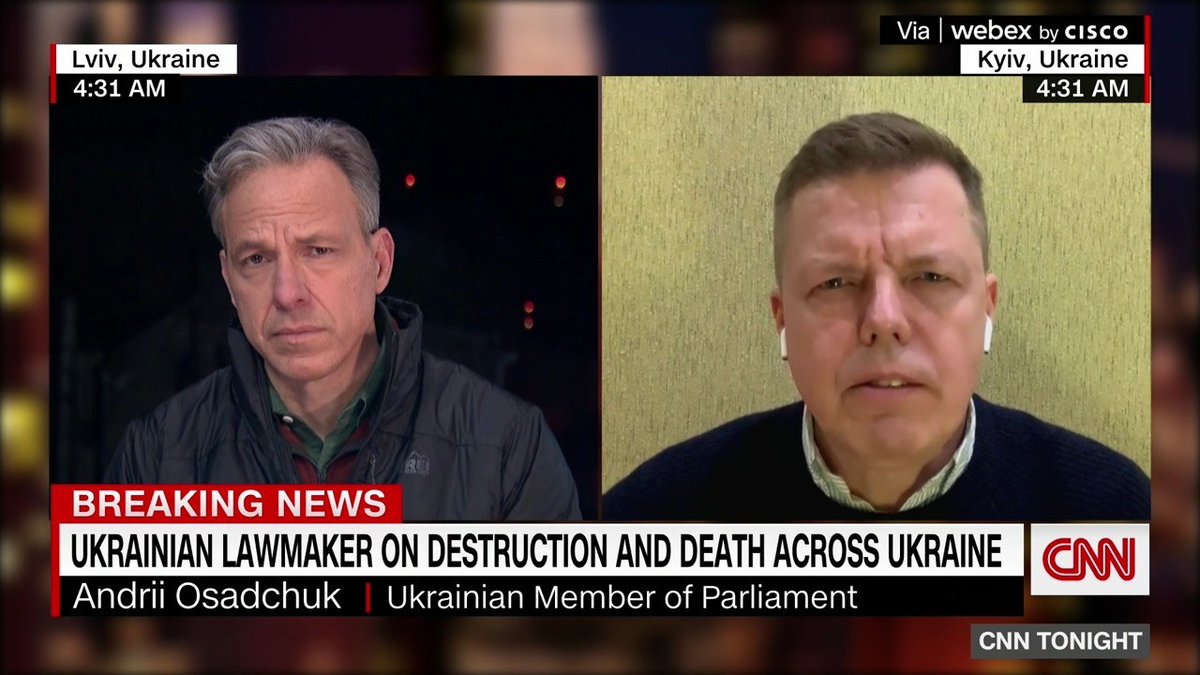 Via | webex by CISCO
Lviv, Ukraine
4:31 AM
Kyiv, Ukraine
4:31 AM
REI
BREAKING NEWS
UKRAINIAN LAWMAKER ON DESTRUCTION AND DEATH ACROSS UKRAINE
Andrii Osadchuk | Ukrainian Member of Parliament
CNN
CNN TONIGHT